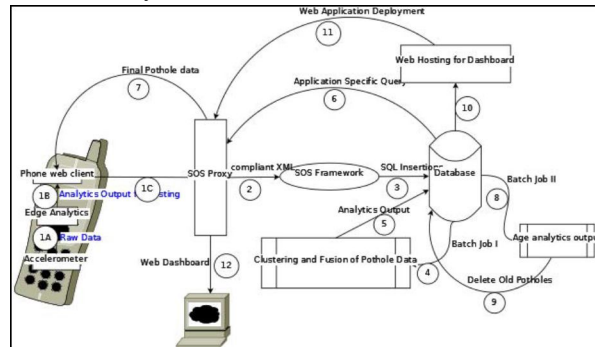 Web Application Deployment
11
Web Hosting for Dashboard
Final Pothole data
7
Application Specific Query
6
10
Phone web client
1B
Analytics Output
sting
1C
SOS Proxy
compliant XML
2
SOS Framework
SQL Insertions
3
Database
Batch Job II
8
Edge Analytics
1A
Raw Data
Accelerometer
Analytics Output
5
Clustering and Fusion of Pothole Data
4
Batch Job I
Age analytics output
Delete Old Potholes
9
Web Dashboard
12